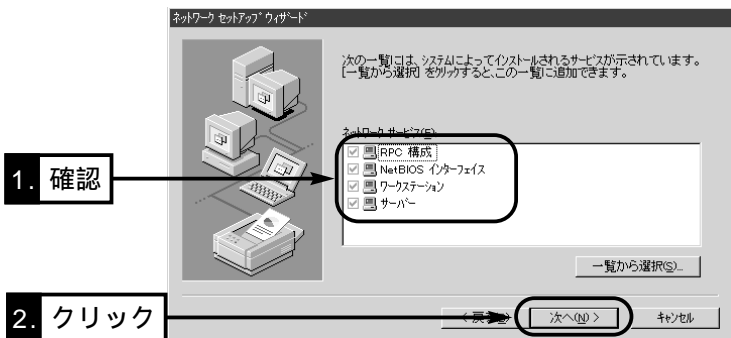 ネットワーク セットアップ ウィザード
次の一覧には、システムによってインストールされるサービスが示されています。
[一覧から選択] をクリックすると、この一覧に追加できます。
ネットワーク サービス(E):
1. 確認
RPC 構成
NetBIOS インターフェイス
ワークステーション
サーバー
一覧から選択(S)...
2. クリック
次へ(N) >
キャンセル